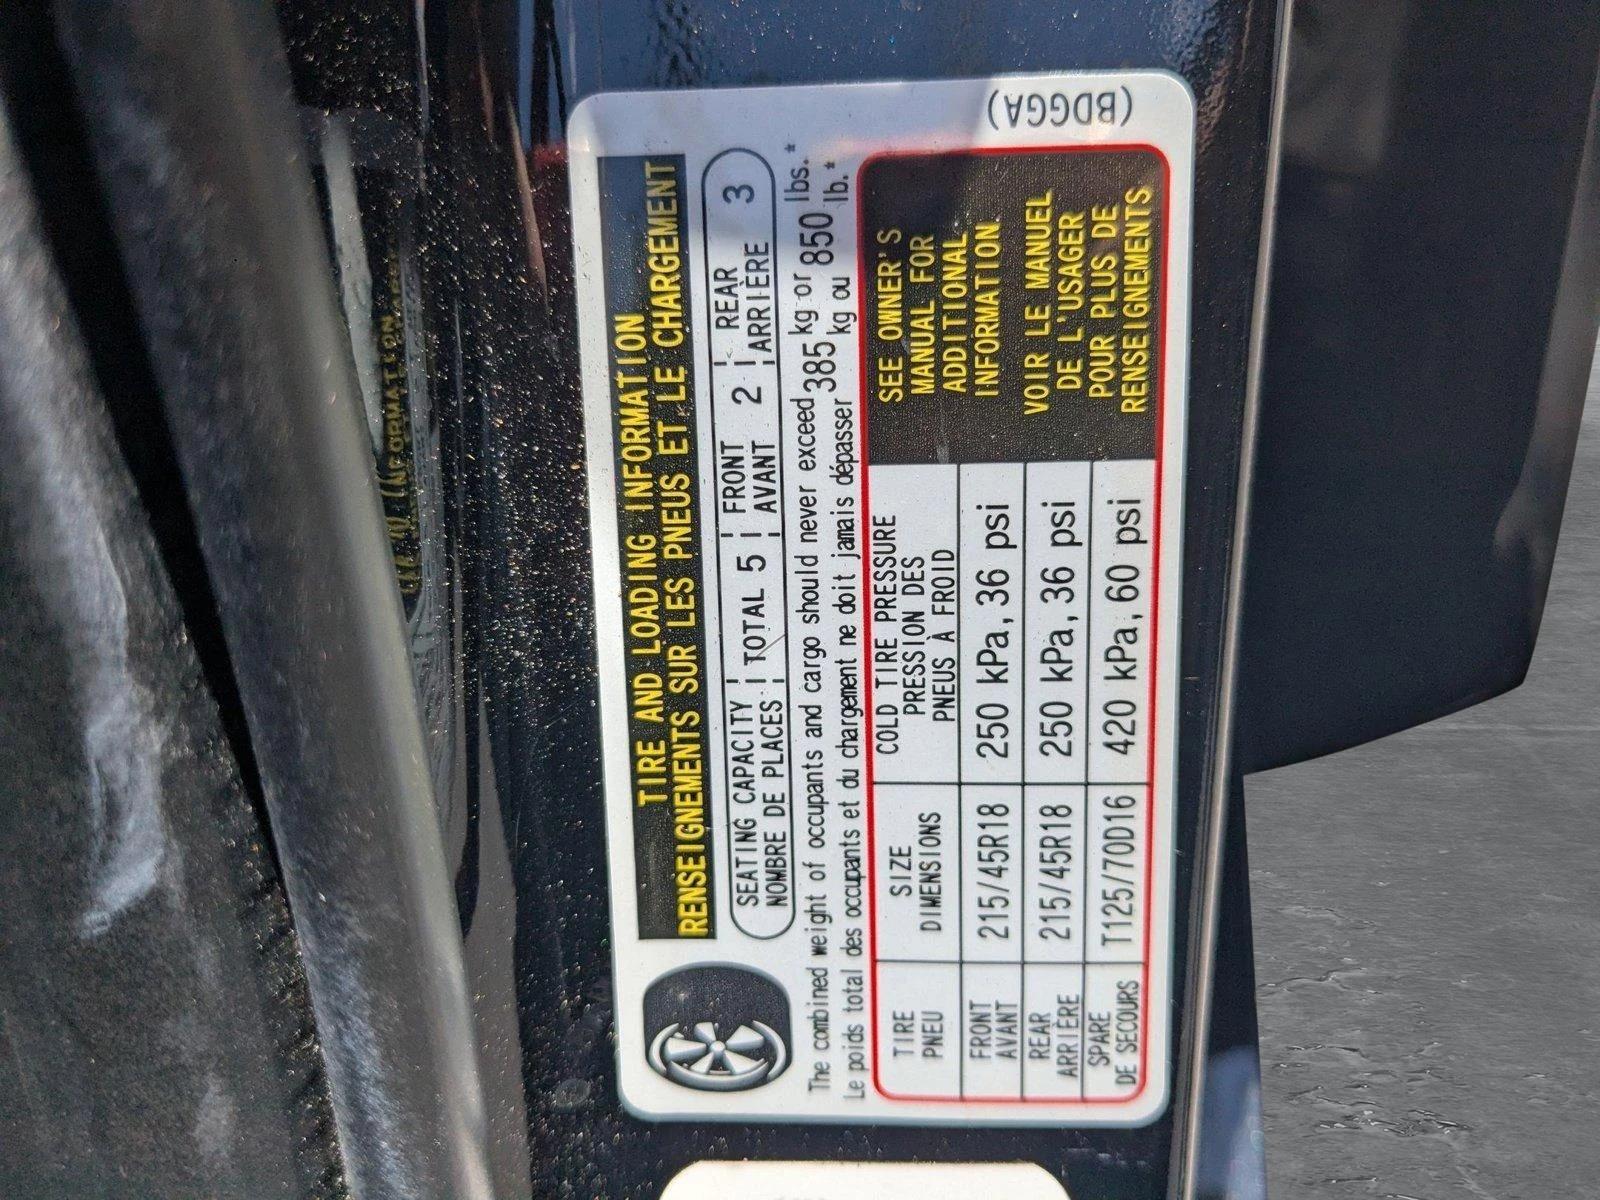 TIRE AND LOADING INFORMATION
RENSEIGNEMENTS SUR LES PNEUS ET LE CHARGEMENT
SEATING CAPACITY TOTAL 5 FRONT 2 REAR 3
NOMBRE DE PLACES AVANT ARRIÈRE
The combined weight of occupants and cargo should never exceed 385 kg or 850 lbs.*
Le poids total des occupants et du chargement ne doit jamais dépasser kg ou lb.*
TIRE
PNEU
SIZE
DIMENSIONS
COLD TIRE PRESSURE
PRESSION DES
PNEUS À FROID
FRONT
AVANT
215/45R18
250 kPa, 36 psi
REAR
ARRIÈRE
215/45R18
250 kPa, 36 psi
SPARE
DE SECOURS
T125/70D16
420 kPa, 60 psi
SEE OWNER'S
MANUAL FOR
ADDITIONAL
INFORMATION
VOIR LE MANUEL
DE L'USAGER
POUR PLUS DE
RENSEIGNEMENTS
(BDGGA)
INFORMATION